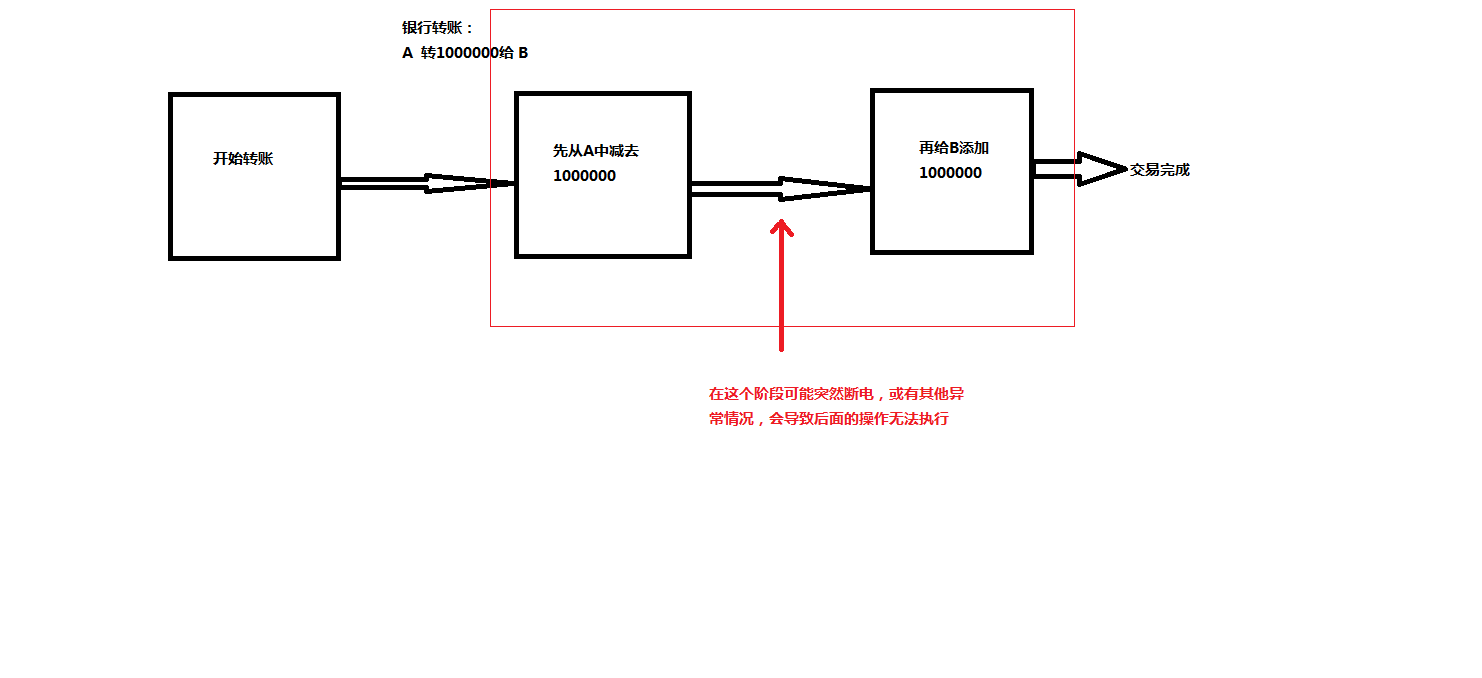 银行转账：
A 转1000000给 B
开始转账
先从A中减去
1000000
再给B添加
1000000
交易完成
在这个阶段可能突然断电，或有其他异
常情况，会导致后面的操作无法执行